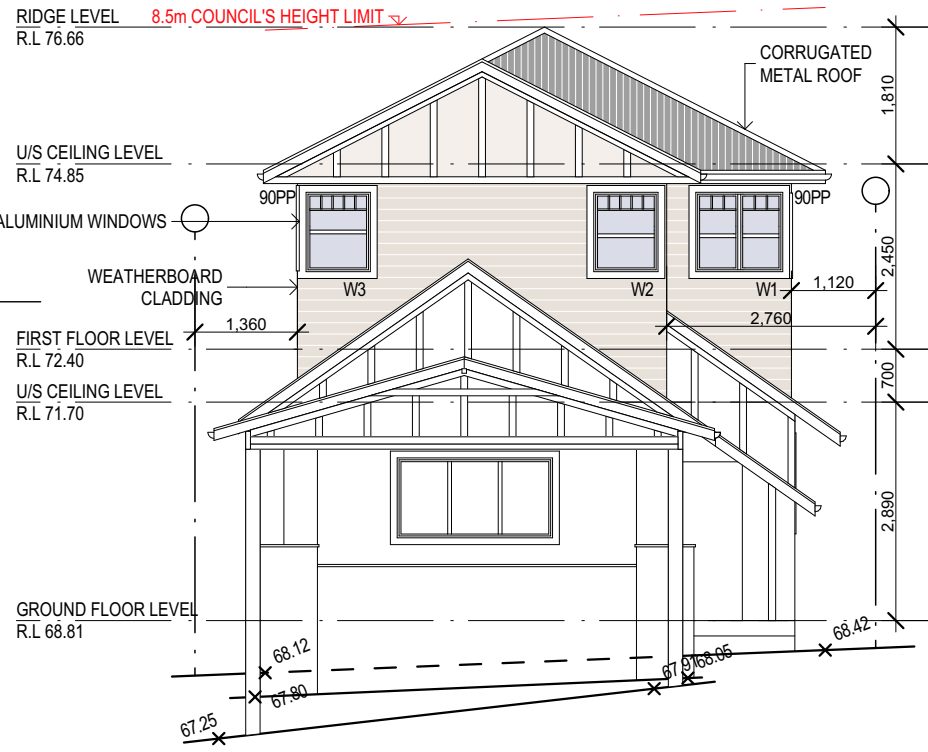 RIDGE LEVEL
R.L 76.66
8.5m COUNCIL'S HEIGHT LIMIT
CORRUGATED
METAL ROOF
1,810
U/S CEILING LEVEL
R.L 74.85
90PP
90PP
ALUMINIUM WINDOWS
2,450
WEATHERBOARD
CLADDING
W3
W2
W1
1,120
1,360
2,760
FIRST FLOOR LEVEL
R.L 72.40
700
U/S CEILING LEVEL
R.L 71.70
2,890
GROUND FLOOR LEVEL
R.L 68.81
68.12
68.42
67.91
68.05
67.80
67.25